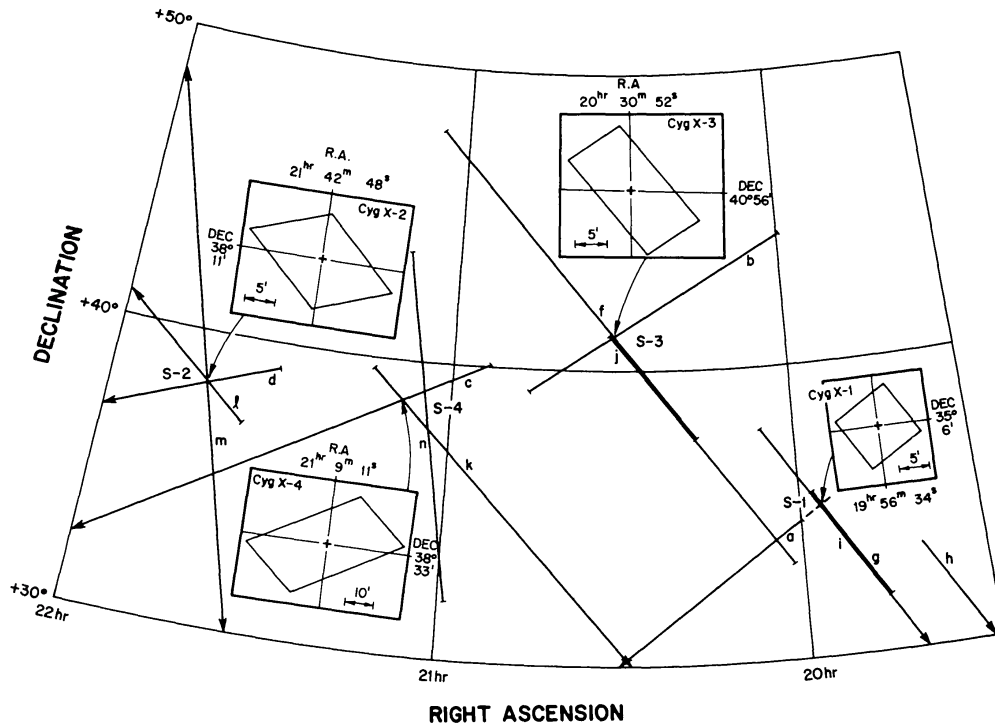 +50°
R.A
20hr 30m 52s
Cyg X-3
DEC
40°56'
5'
R.A.
21hr 42m 48s
Cyg X-2
DEC
38°
11'
5'
DECLINATION
+40°
b
f
S-3
j
S-2
d
c
l
S-4
m
n
k
Cyg X-1
DEC
35°
6'
5'
19hr 56m 34s
S-1
a
i
g
h
R.A
21hr 9m 11s
Cyg X-4
DEC
38°
33'
10'
+30°
22hr
21hr
20hr
RIGHT ASCENSION